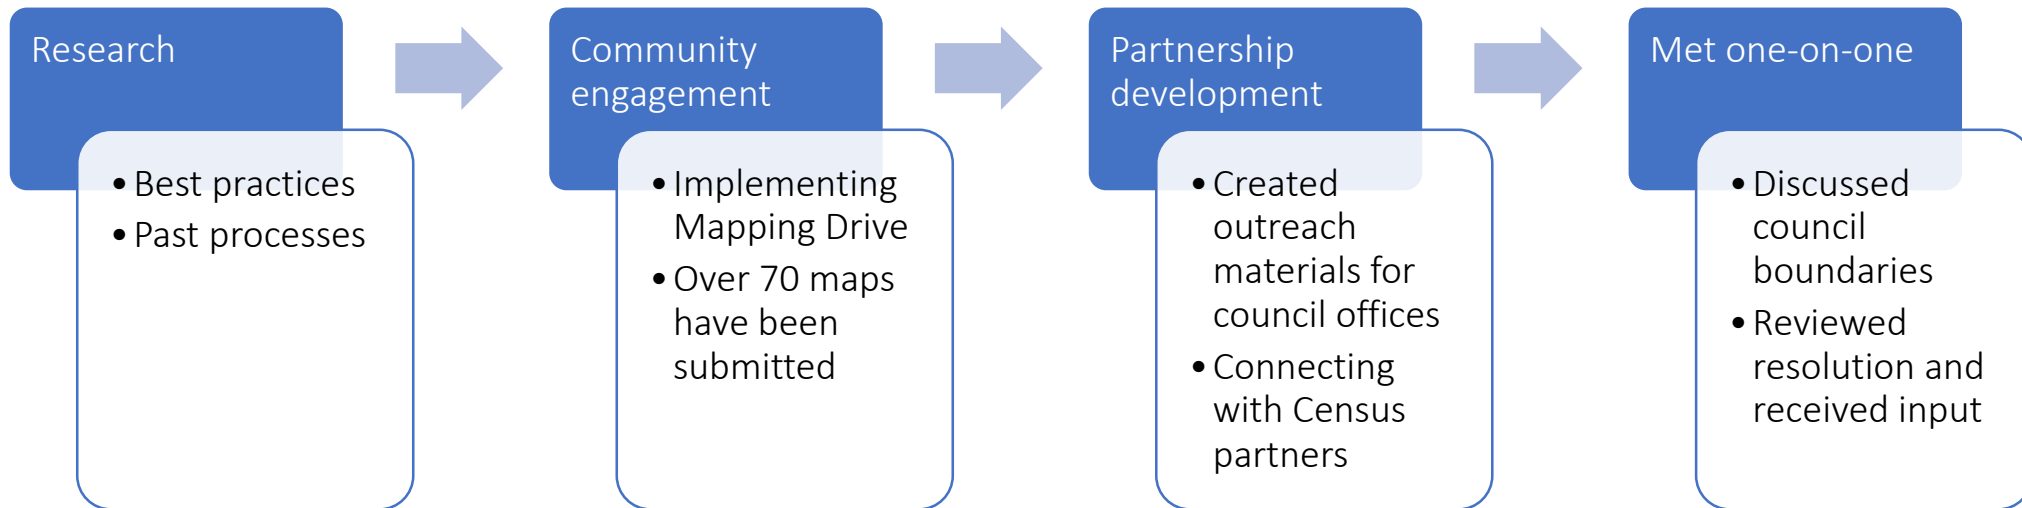 Research
• Best practices
• Past processes
Community
engagement
• Implementing
Mapping Drive
• Over 70 maps
have been
submitted
Partnership
development
• Created
outreach
materials for
council offices
• Connecting
with Census
partners
Met one-on-one
• Discussed
council
boundaries
• Reviewed
resolution and
received input